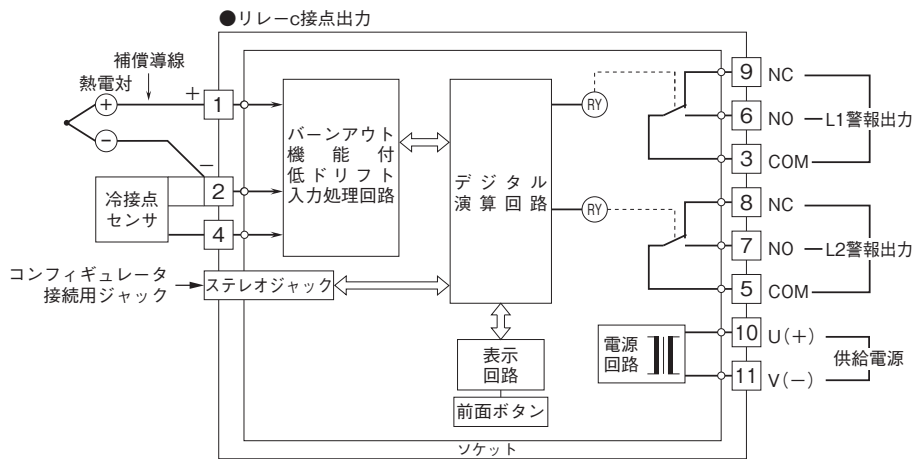 ●リレーc接点出力
補償導線
熱電対
+
−
+
−
冷接点
センサ
1
2
4
バーンアウト
機能付
低ドリフト
入力処理回路
デジタル
演算回路
RY
RY
9 NC
6 NO
3 COM
L1警報出力
8 NC
7 NO
5 COM
L2警報出力
コンフィギュレータ
接続用ジャック
ステレオジャック
表示
回路
前面ボタン
電源
回路
10 U(+)
11 V(−)
供給電源
ソケット